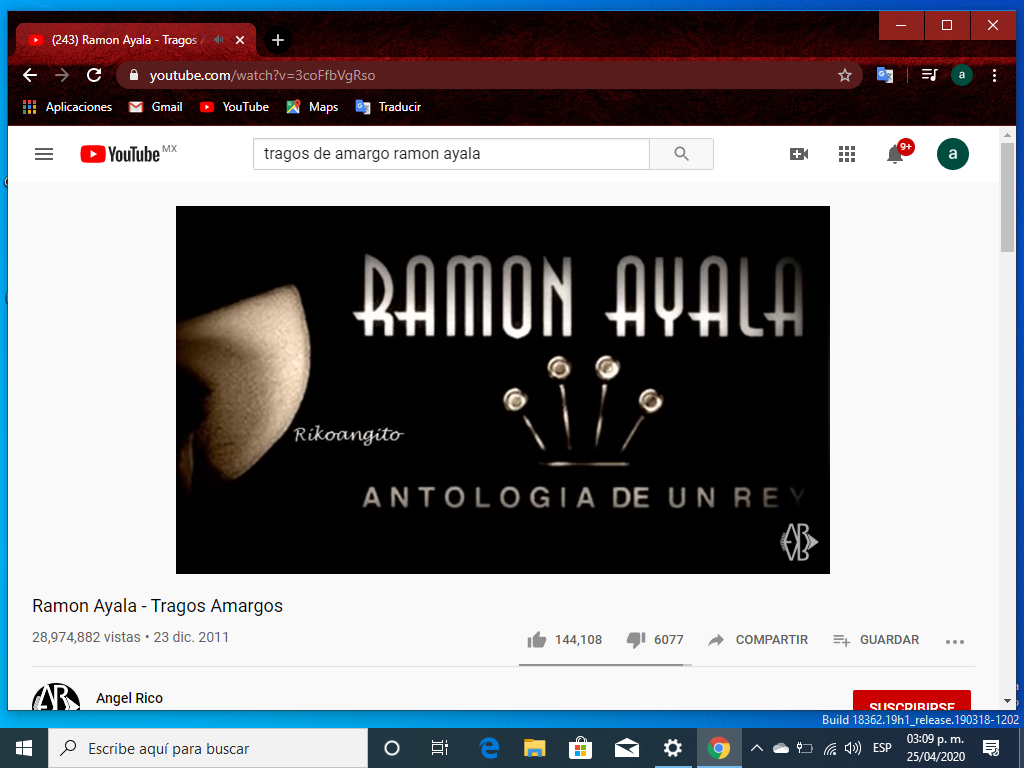 (243) Ramon Ayala - Tragos A
youtube.com/watch?v=3coFfbVgRso
a
Aplicaciones
Gmail
YouTube
Maps
Traducir
YouTube MX
tragos de amargo ramon ayala
9+
a
RAMON AYALA
Rikoangito
ANTOLOGIA DE UN REY
Ramon Ayala - Tragos Amargos
28,974,882 vistas • 23 dic. 2011
144,108
6077
COMPARTIR
GUARDAR
Angel Rico
SUSCRIBIRSE
Build 18362.19h1_release.190318-1202
Escribe aquí para buscar
ESP
03:09 p. m.
25/04/2020